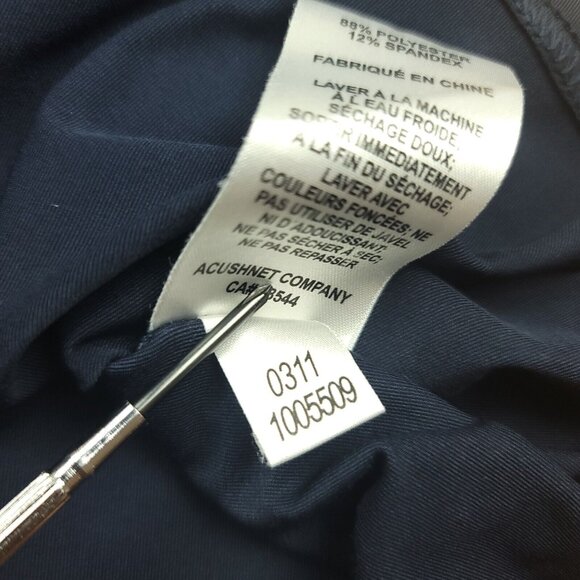 88% POLYESTER
12% SPANDEX
FABRIQUÉ EN CHINE
LAVER À LA MACHINE
À L'EAU FROIDE,
SÉCHAGE DOUX;
IMMEDIATEMENT
A LA FIN DU SÉCHAGE;
LAVER AVEC
COULEURS FONCÉES; NE
PAS UTILISER DE JAVEL
NI D'ADOUCISSANT;
NE PAS SÉCHER À SEC,
NE PAS REPASSER
ACUSHNET COMPANY
CA#
0311
1005509